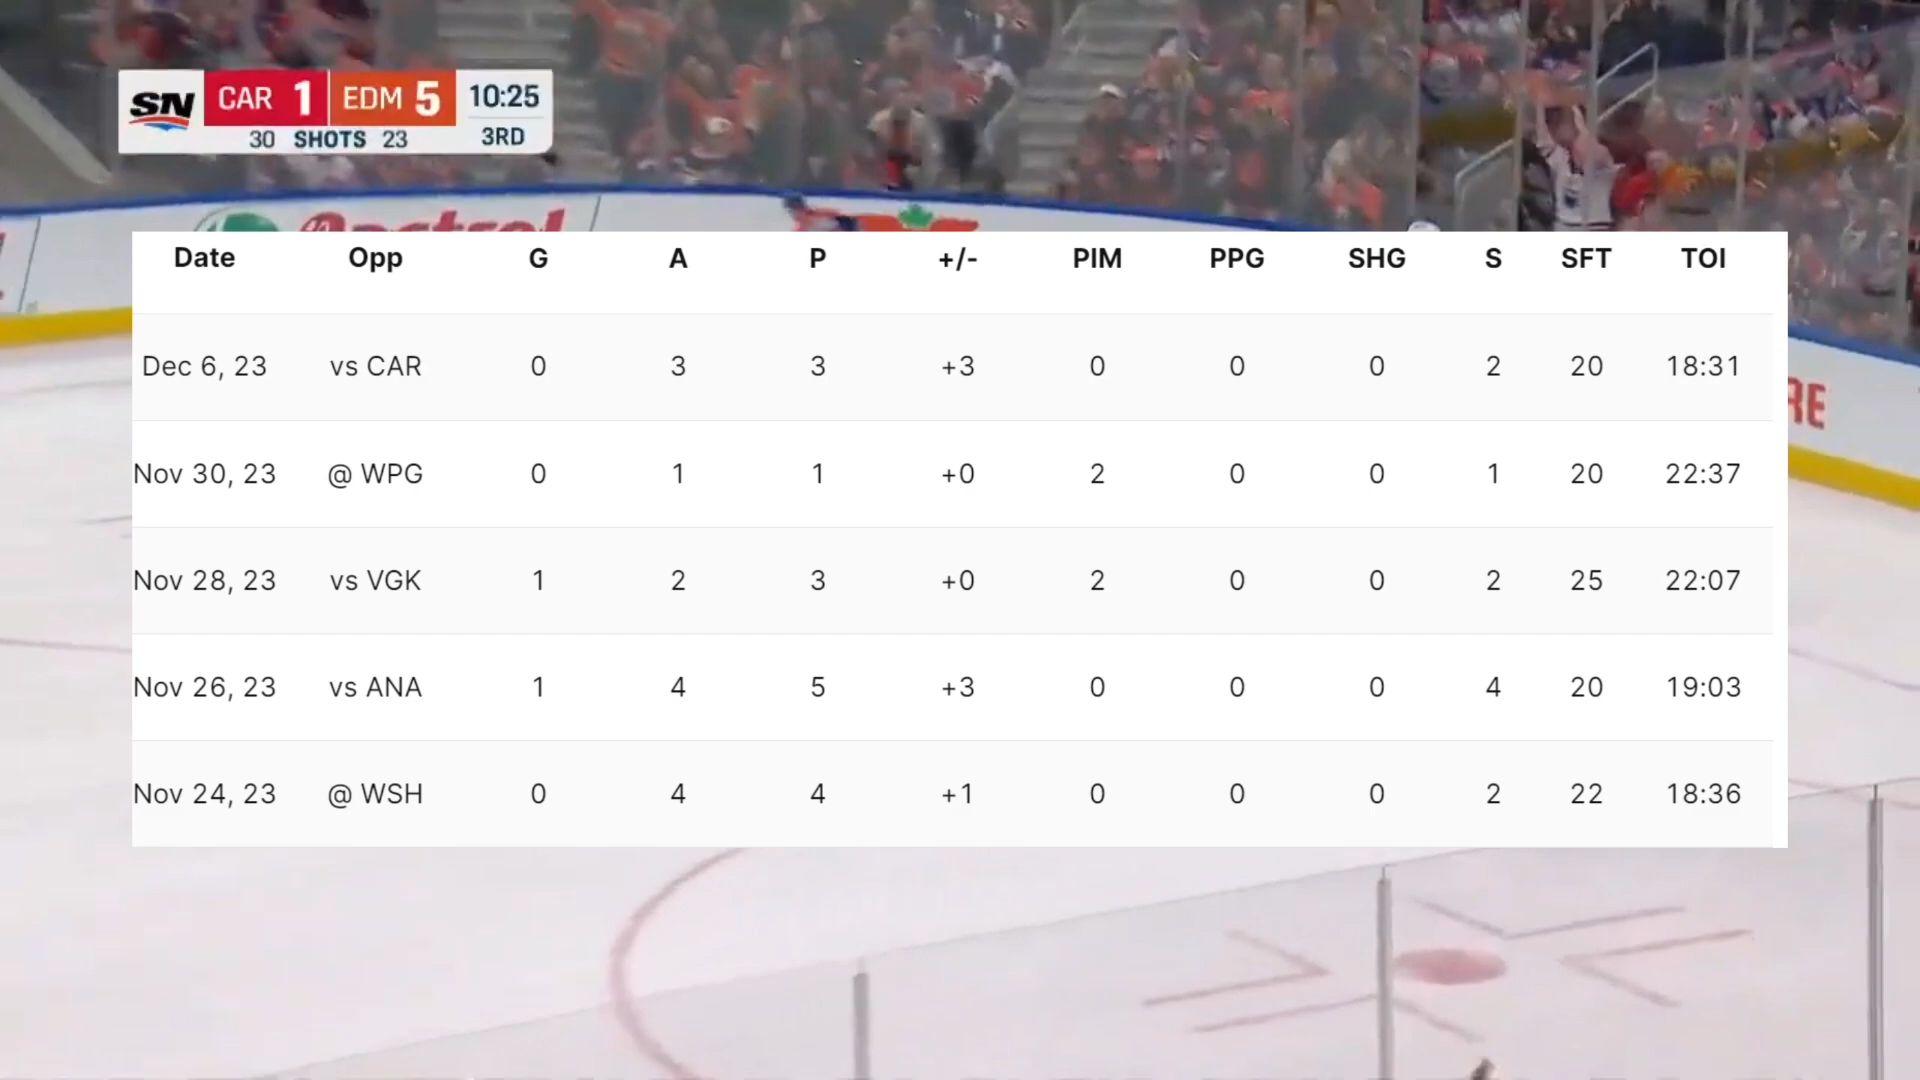 SN CAR 1 EDM 5 10:25
30 SHOTS 23 3RD
Castrol
RE
Date Opp G A P +/- PIM PPG SHG S SFT TOI
Dec 6, 23 vs CAR 0 3 3 +3 0 0 0 2 20 18:31
Nov 30, 23 @ WPG 0 1 1 +0 2 0 0 1 20 22:37
Nov 28, 23 vs VGK 1 2 3 +0 2 0 0 2 25 22:07
Nov 26, 23 vs ANA 1 4 5 +3 0 0 0 4 20 19:03
Nov 24, 23 @ WSH 0 4 4 +1 0 0 0 2 22 18:36